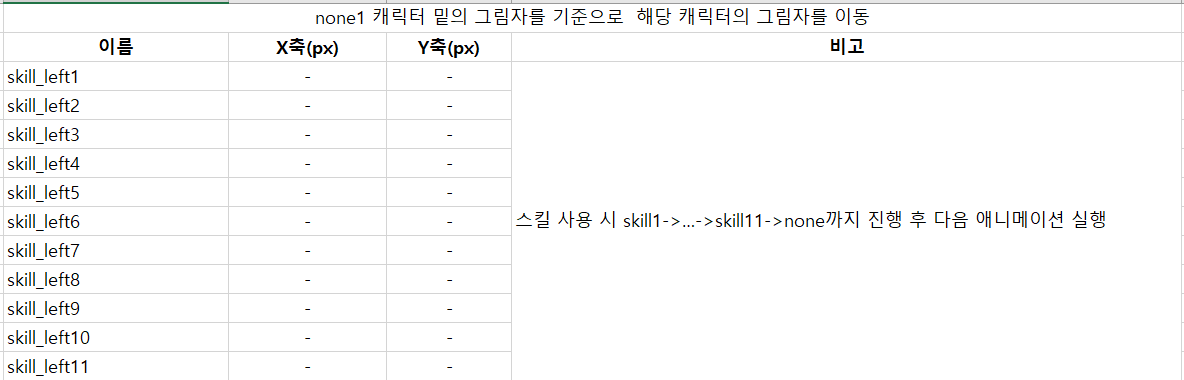 none1 캐릭터 밑의 그림자를 기준으로  해당 캐릭터의 그림자를 이동
이름 X축(px) Y축(px) 비고
skill_left1 - -
skill_left2 - -
skill_left3 - -
skill_left4 - -
skill_left5 - -
skill_left6 - - 스킬 사용 시 skill1->...->skill11->none까지 진행 후 다음 애니메이션 실행
skill_left7 - -
skill_left8 - -
skill_left9 - -
skill_left10 - -
skill_left11 - -